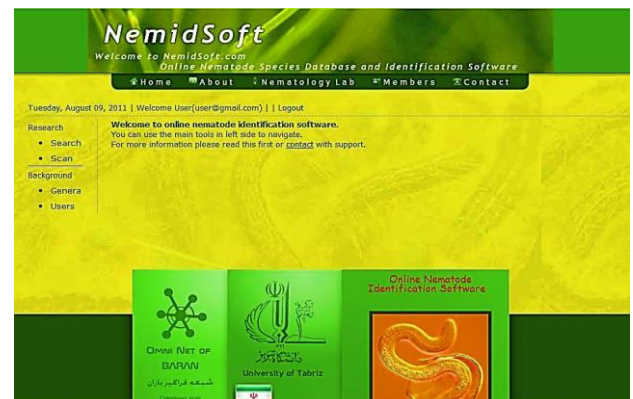 NemidSoft
Welcome to NemidSoft.com
Online Nematode Species Database and Identification Software
Home About Nematology Lab Members Contact
Tuesday, August 09, 2011 | Welcome User(user@gmail.com) | | Logout
Research
Search
Scan
Background
Genera
Users
Welcome to online nematode identification software.
You can use the main tools in left side to navigate.
For more information please read this first or contact with support.
OMNI NET OF
BARAN
شبکه فراگیر باران
دانشگاه تبریز
University of Tabriz
Online Nematode
Identification Software